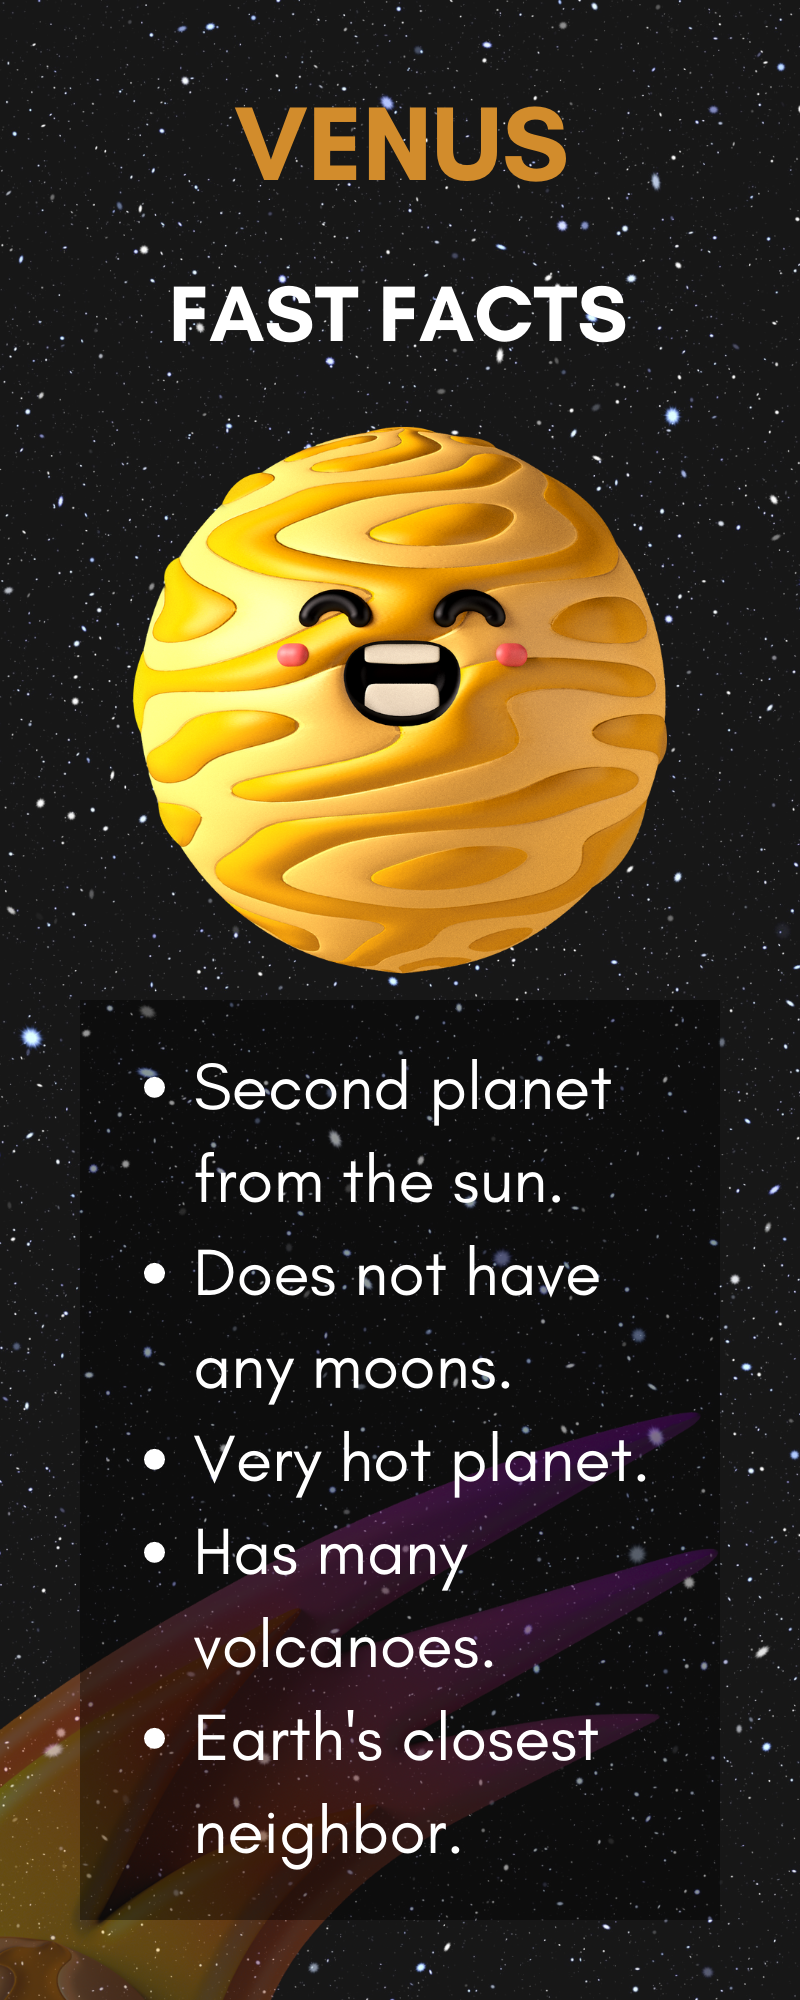 VENUS
FAST FACTS
• Second planet
from the sun.
• Does not have
any moons.
• Very hot planet.
• Has many
volcanoes.
• Earth's closest
neighbor.